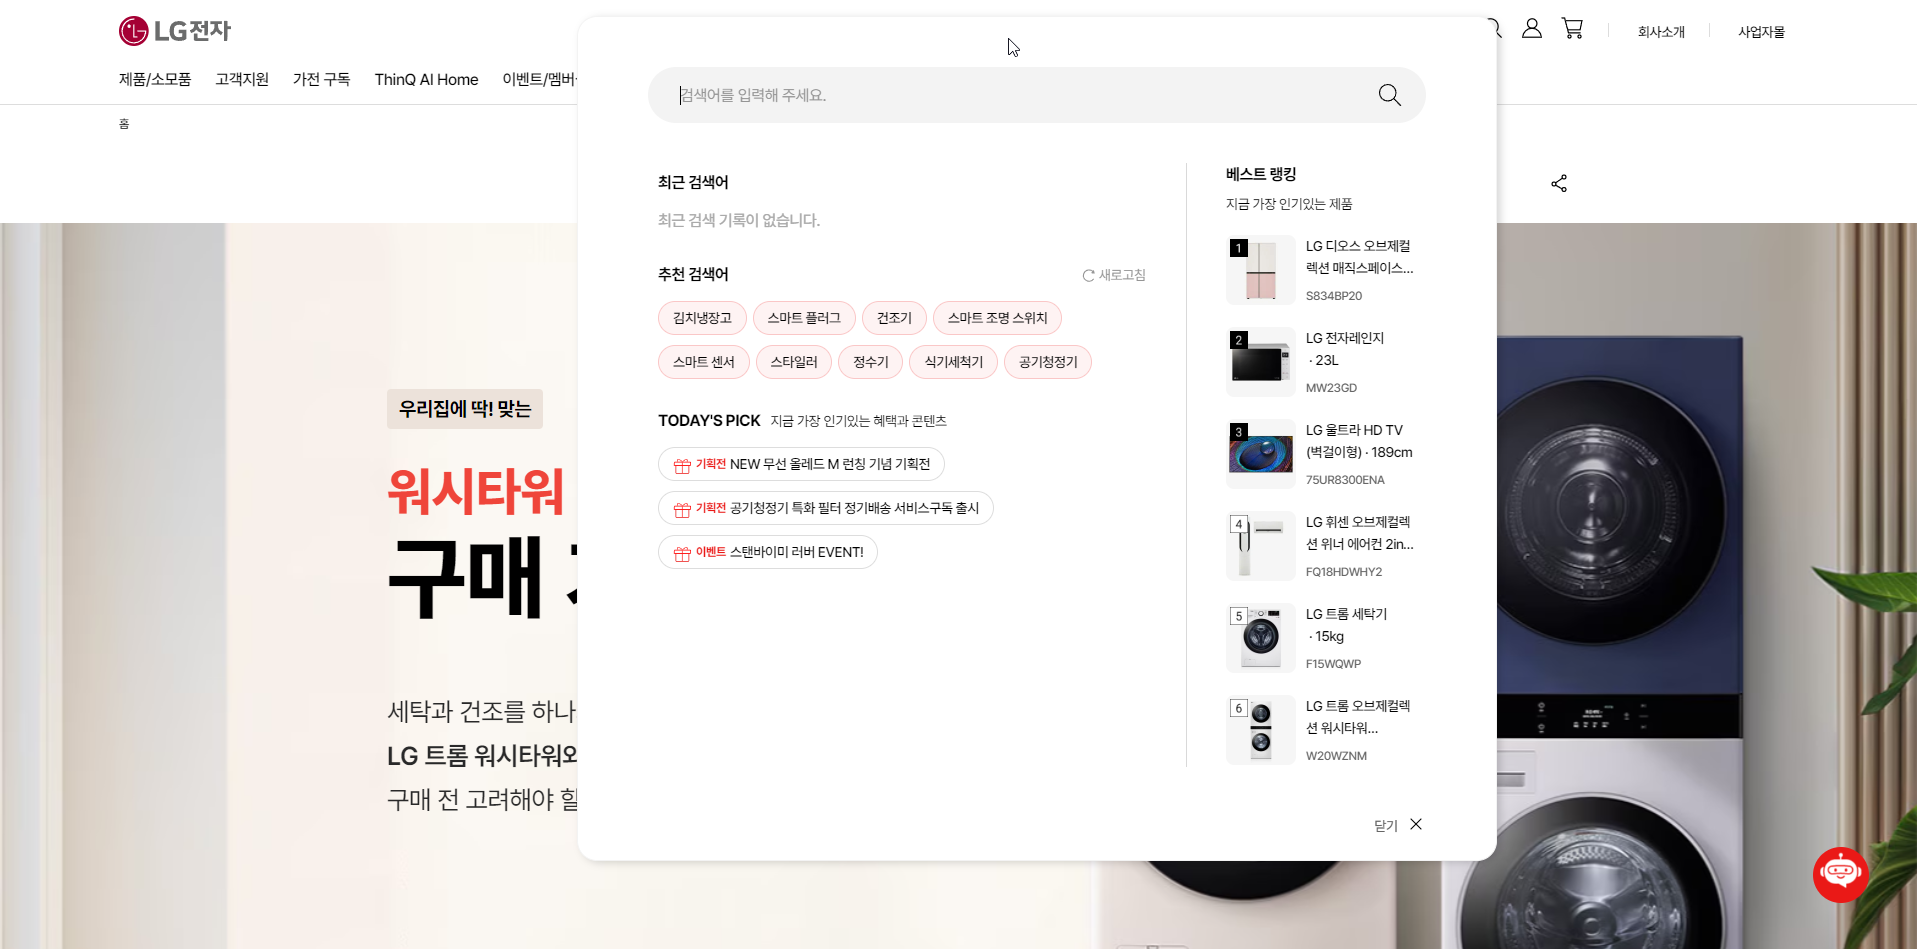 LG전자
회사소개
사업자몰
제품/소모품
고객지원
가전 구독
ThinQ AI Home
이벤트/멤버
홈
검색어를 입력해 주세요.
최근 검색어
최근 검색 기록이 없습니다.
추천 검색어
새로고침
김치냉장고
스마트 플러그
건조기
스마트 조명 스위치
스마트 센서
스타일러
정수기
식기세척기
공기청정기
TODAY'S PICK 지금 가장 인기있는 혜택과 콘텐츠
기획전 NEW 무선 올레드 M 런칭 기념 기획전
기획전 공기청정기 특화 필터 정기배송 서비스구독 출시
이벤트 스탠바이미 러버 EVENT!
베스트 랭킹
지금 가장 인기있는 제품
1
LG 디오스 오브제컬
렉션 매직스페이스...
S834BP20
2
LG 전자레인지
· 23L
MW23GD
3
LG 울트라 HD TV
(벽걸이형) · 189cm
75UR8300ENA
4
LG 휘센 오브제컬렉
션 위너 에어컨 2in...
FQ18HDWHY2
5
LG 트롬 세탁기
· 15kg
F15WQWP
6
LG 트롬 오브제컬렉
션 워시타워...
W20WZNM
닫기
우리집에 딱! 맞는
워시타워
구매
세탁과 건조를 하나
LG 트롬 워시타워와
구매 전 고려해야 할